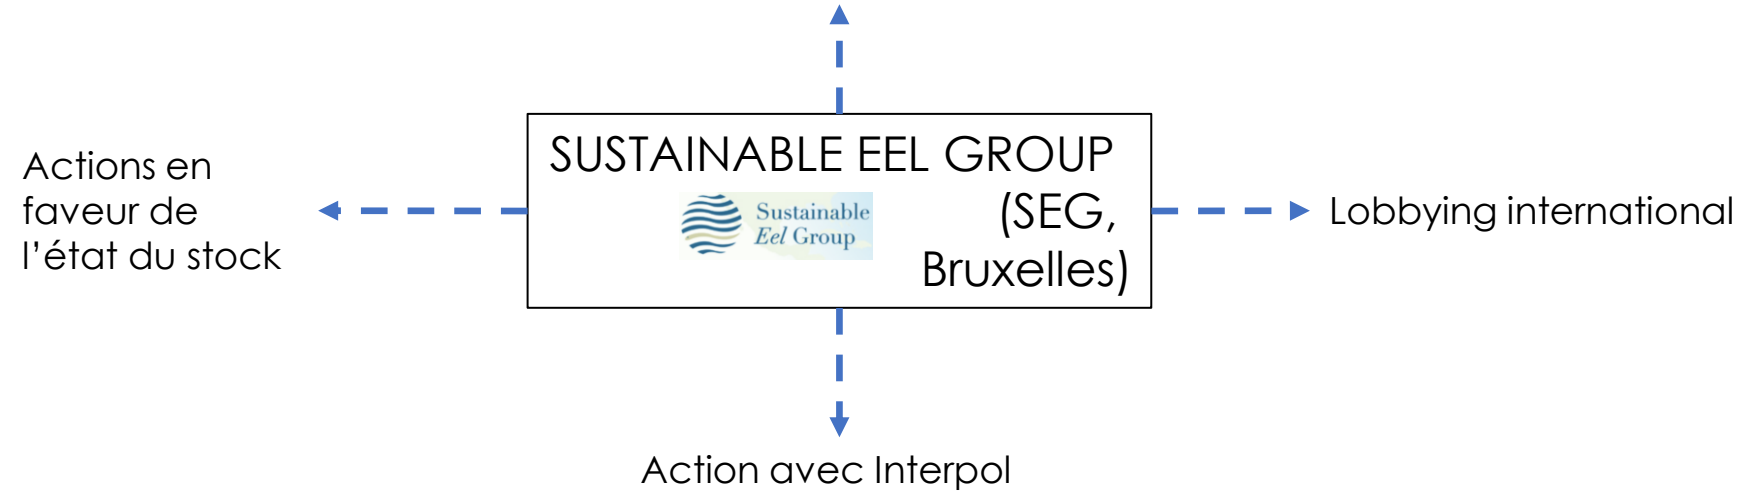 SUSTAINABLE EEL GROUP
Sustainable
Eel Group
(SEG,
Bruxelles)
Actions en
faveur de
l’état du stock
Lobbying international
Action avec Interpol